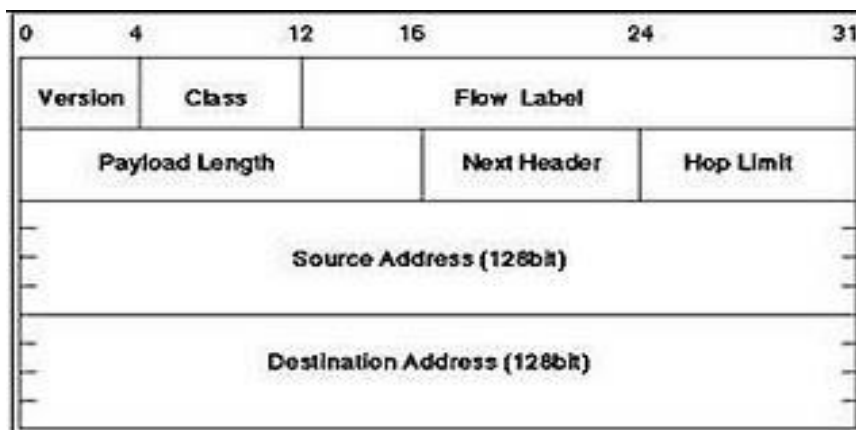 0 4 12 16 24 31
Version Class Flow Label
Payload Length Next Header Hop Limit
Source Address (128bit)
Destination Address (128bit)